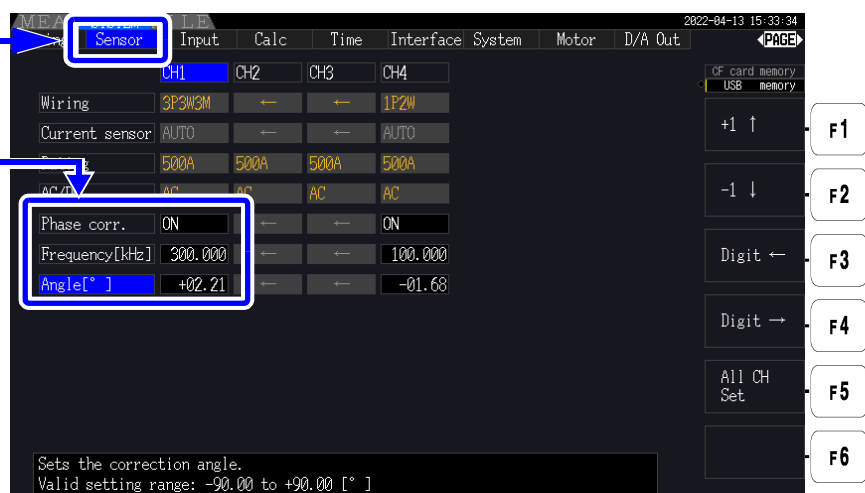 2022-04-13 15:33:34
Sensor Input Calc Time Interface System Motor D/A Out PAGE
CH1 CH2 CH3 CH4
CF card memory
USB memory
Wiring 3P3W3M ← ← 1P2W
Current sensor AUTO ← ← AUTO
500A 500A 500A 500A
AC AC
Phase corr. ON ← ← ON
Frequency[kHz] 300.000 ← ← 100.000
Angle[° ] +02.21 ← ← -01.68
+1 ↑ F1
-1 ↓ F2
Digit ← F3
Digit → F4
All CH
Set F5
F6
Sets the correction angle.
Valid setting range: -90.00 to +90.00 [° ]